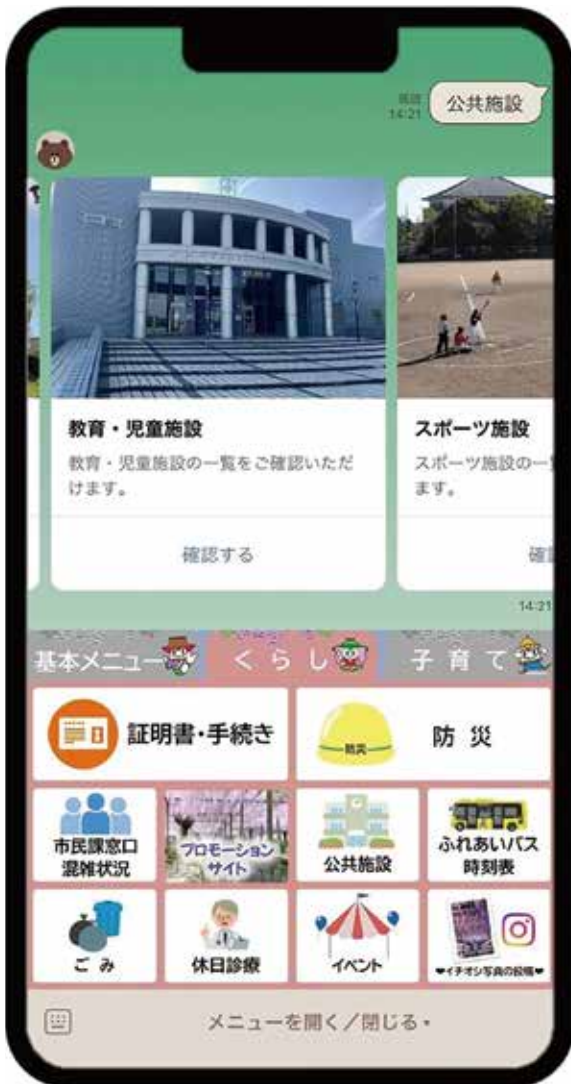 公共施設
既読
14:21
教育・児童施設
教育・児童施設の一覧をご確認いただ
けます。
確認する
スポーツ施設
スポーツ施設の一
ます。
14:21
基本メニュー
くらし
子育て
証明書・手続き
防災
防災
市民課窓口
混雑状況
プロモーション
サイト
公共施設
ふれあいバス
時刻表
ごみ
休日診療
イベント
❤イチオシ写真の投稿❤
メニューを開く／閉じる